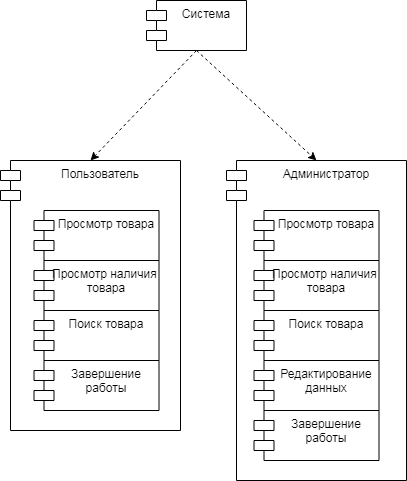 Система
Пользователь
Просмотр товара
Просмотр наличия
товара
Поиск товара
Завершение
работы
Администратор
Просмотр товара
Просмотр наличия
товара
Поиск товара
Редактирование
данных
Завершение
работы